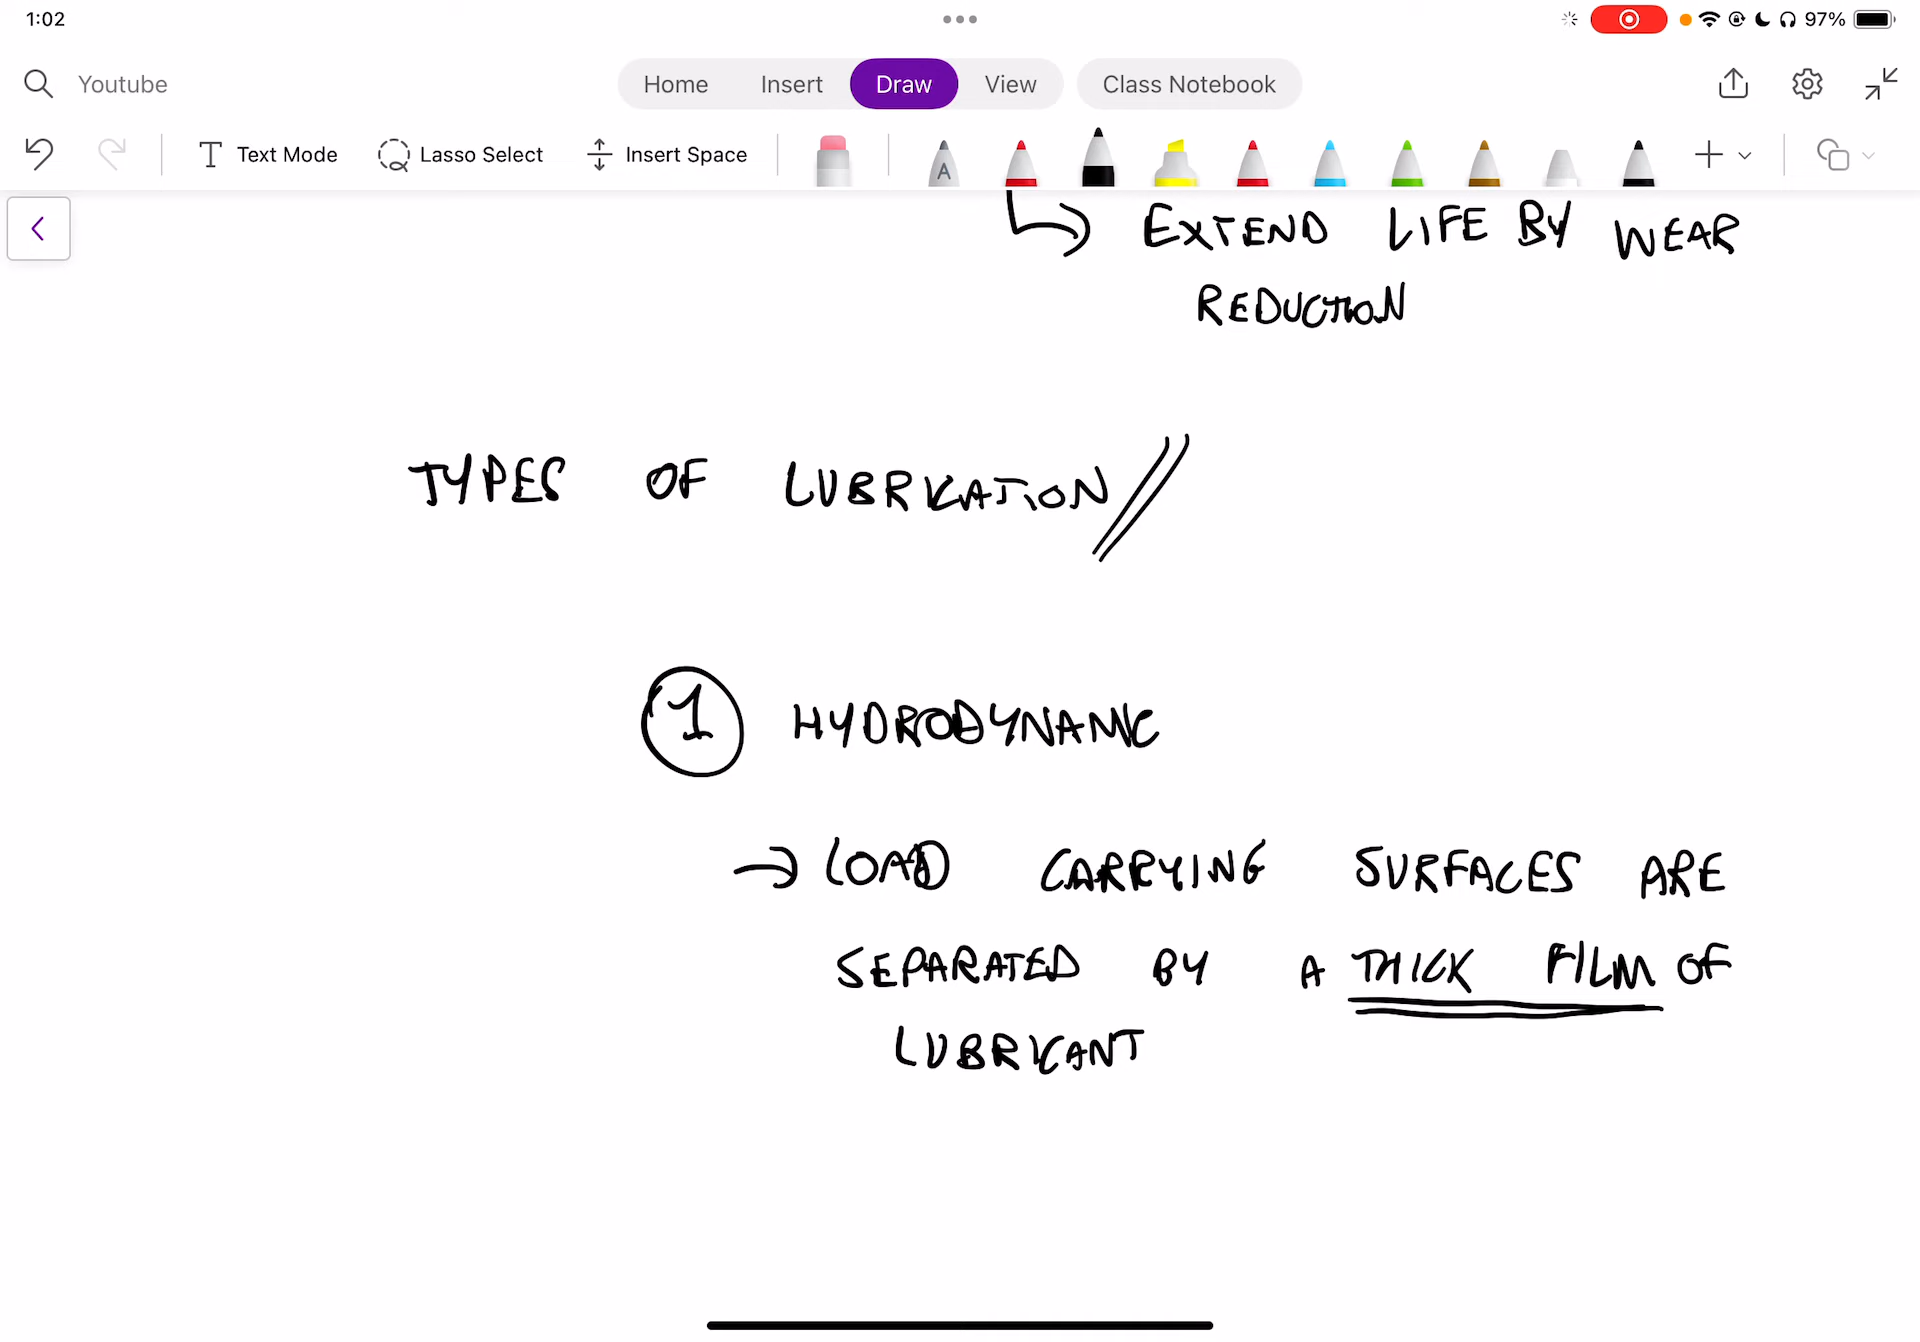 1:02
97%
Youtube
Home Insert Draw View Class Notebook
Text Mode Lasso Select Insert Space
A
EXTEND LIFE BY WEAR
REDUCTION
TYPES OF LUBRICATION
1 HYDRODYNAMIC
→ LOAD CARRYING SURFACES ARE
SEPARATED BY A THICK FILM OF
LUBRICANT